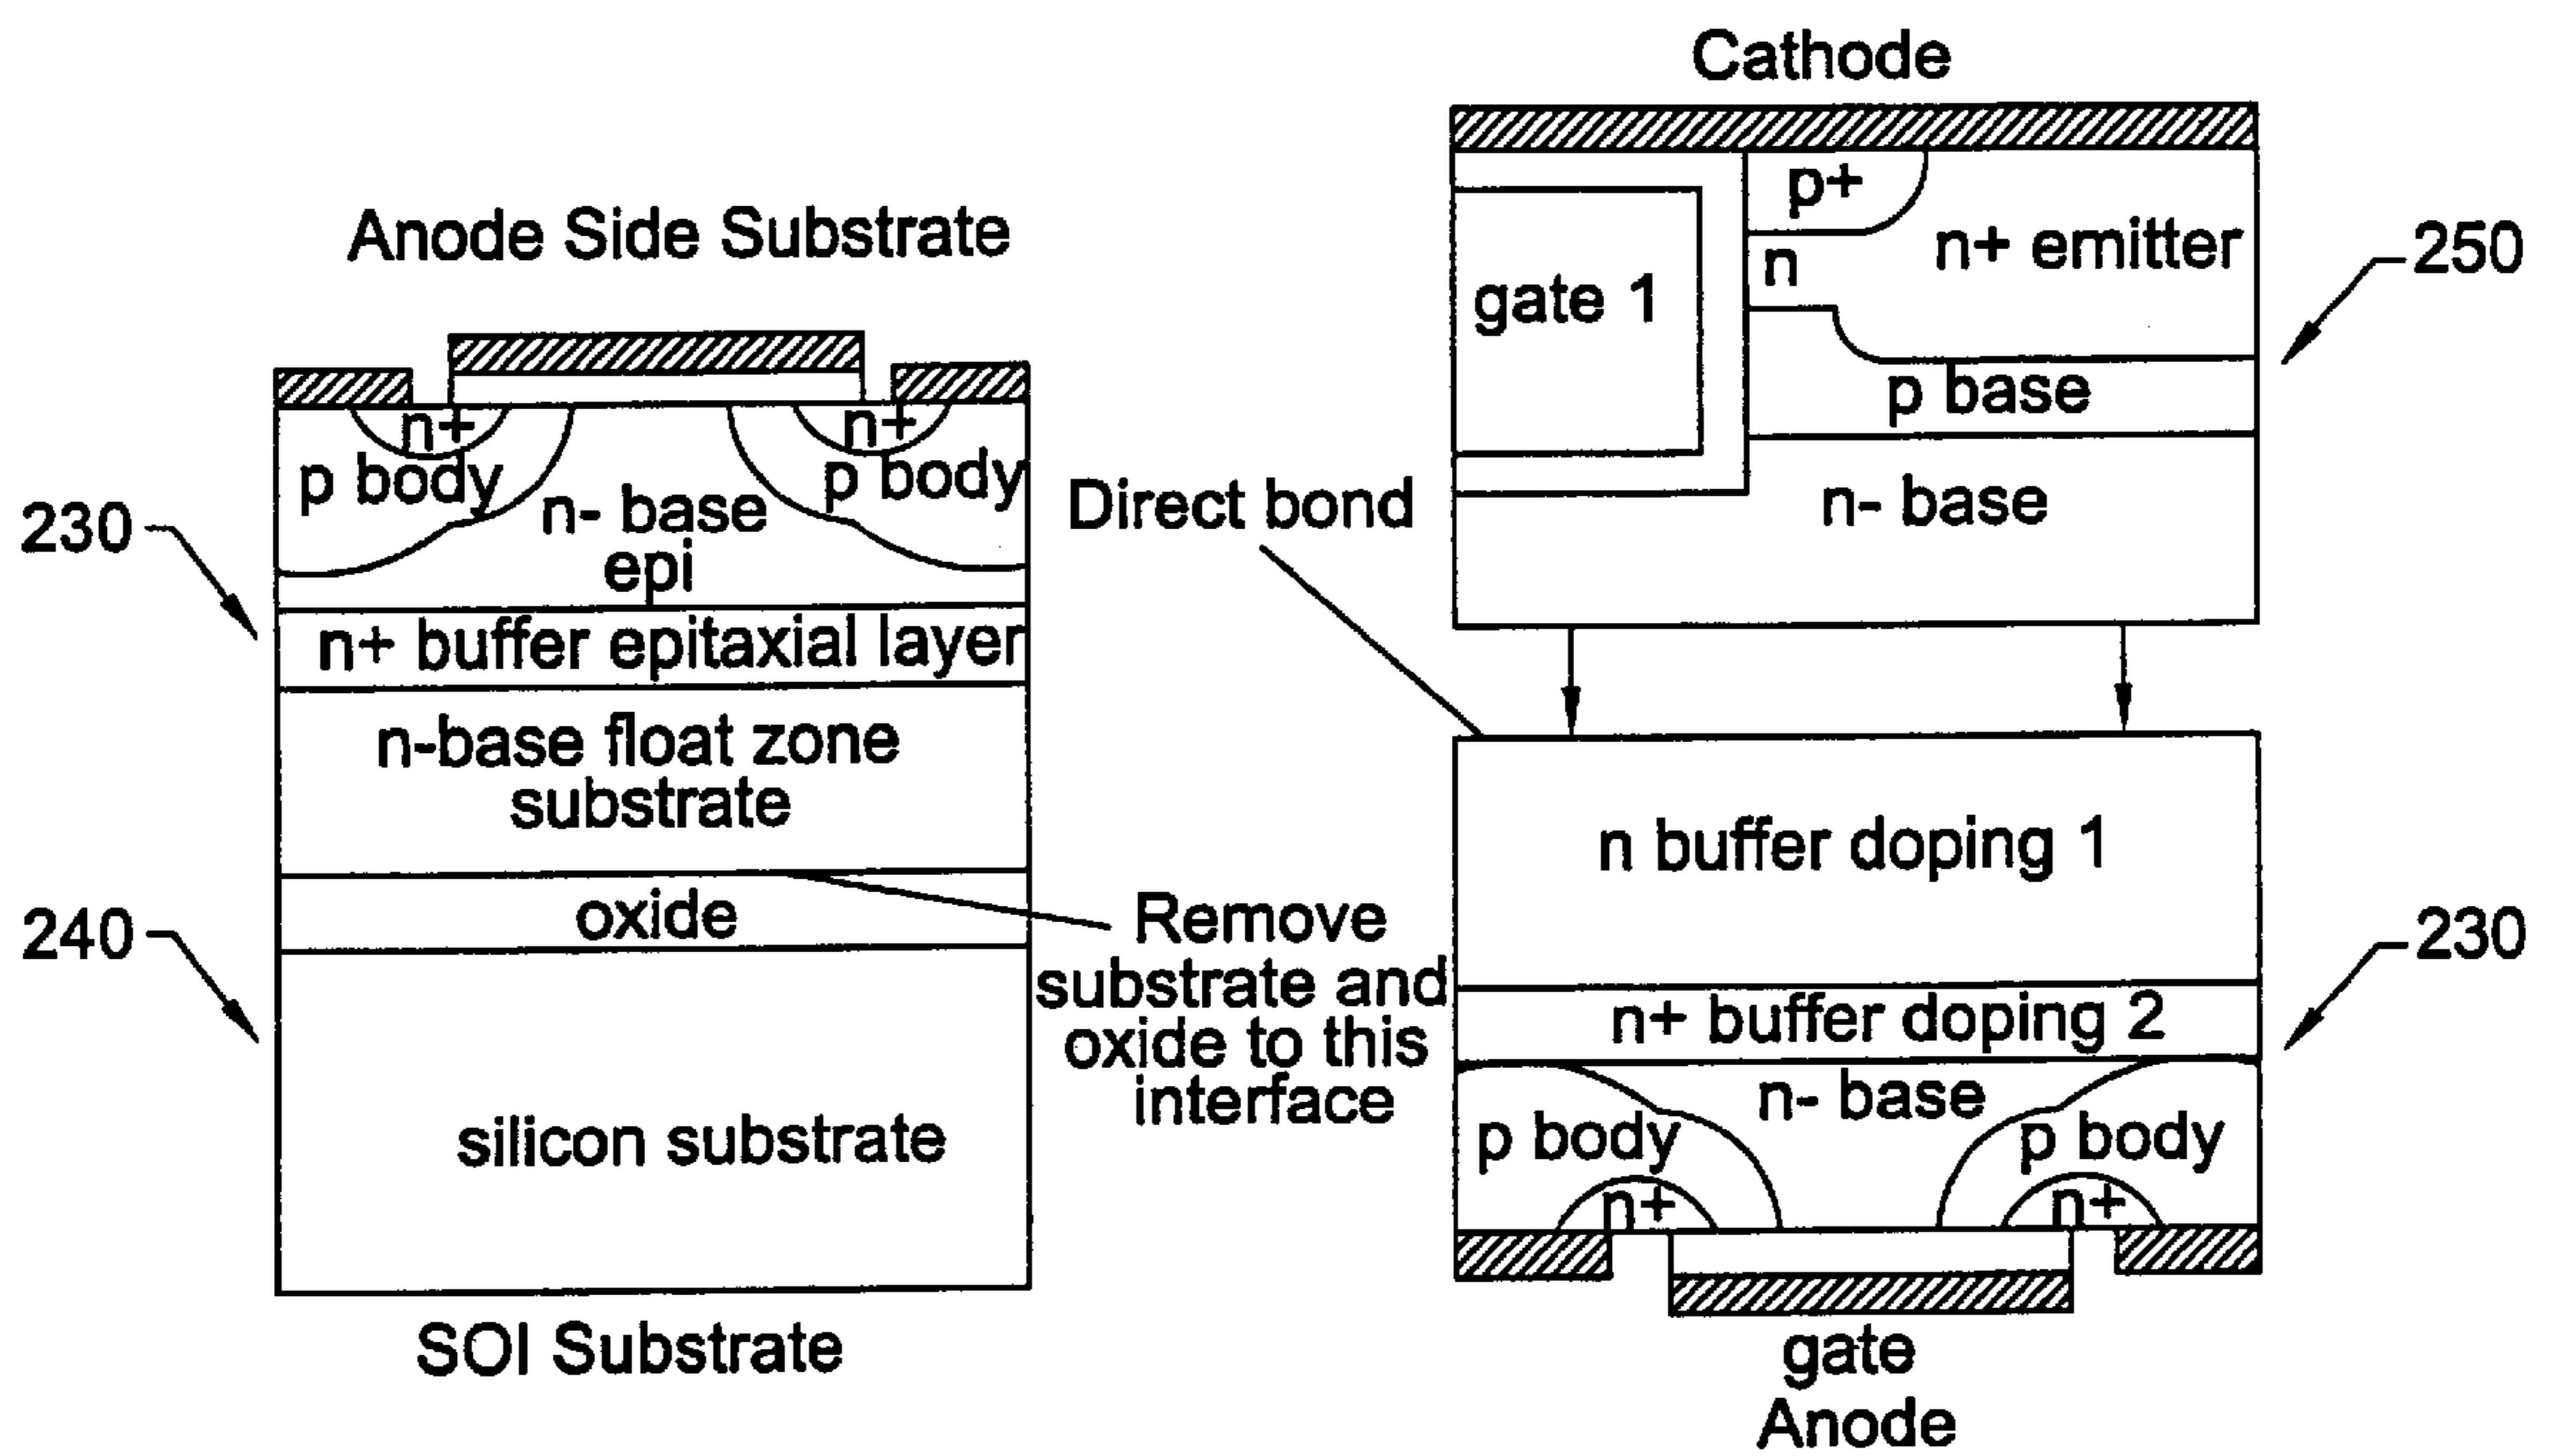 Anode Side Substrate
n+
n+
p body
p body
n- base
epi
230
n+ buffer epitaxial layer
n-base float zone
substrate
oxide
240
silicon substrate
SOI Substrate
Remove
substrate and
oxide to this
interface
Cathode
p+
n
n+ emitter
gate 1
250
p base
n- base
Direct bond
n buffer doping 1
n+ buffer doping 2
230
n- base
p body
p body
n+
n+
gate
Anode